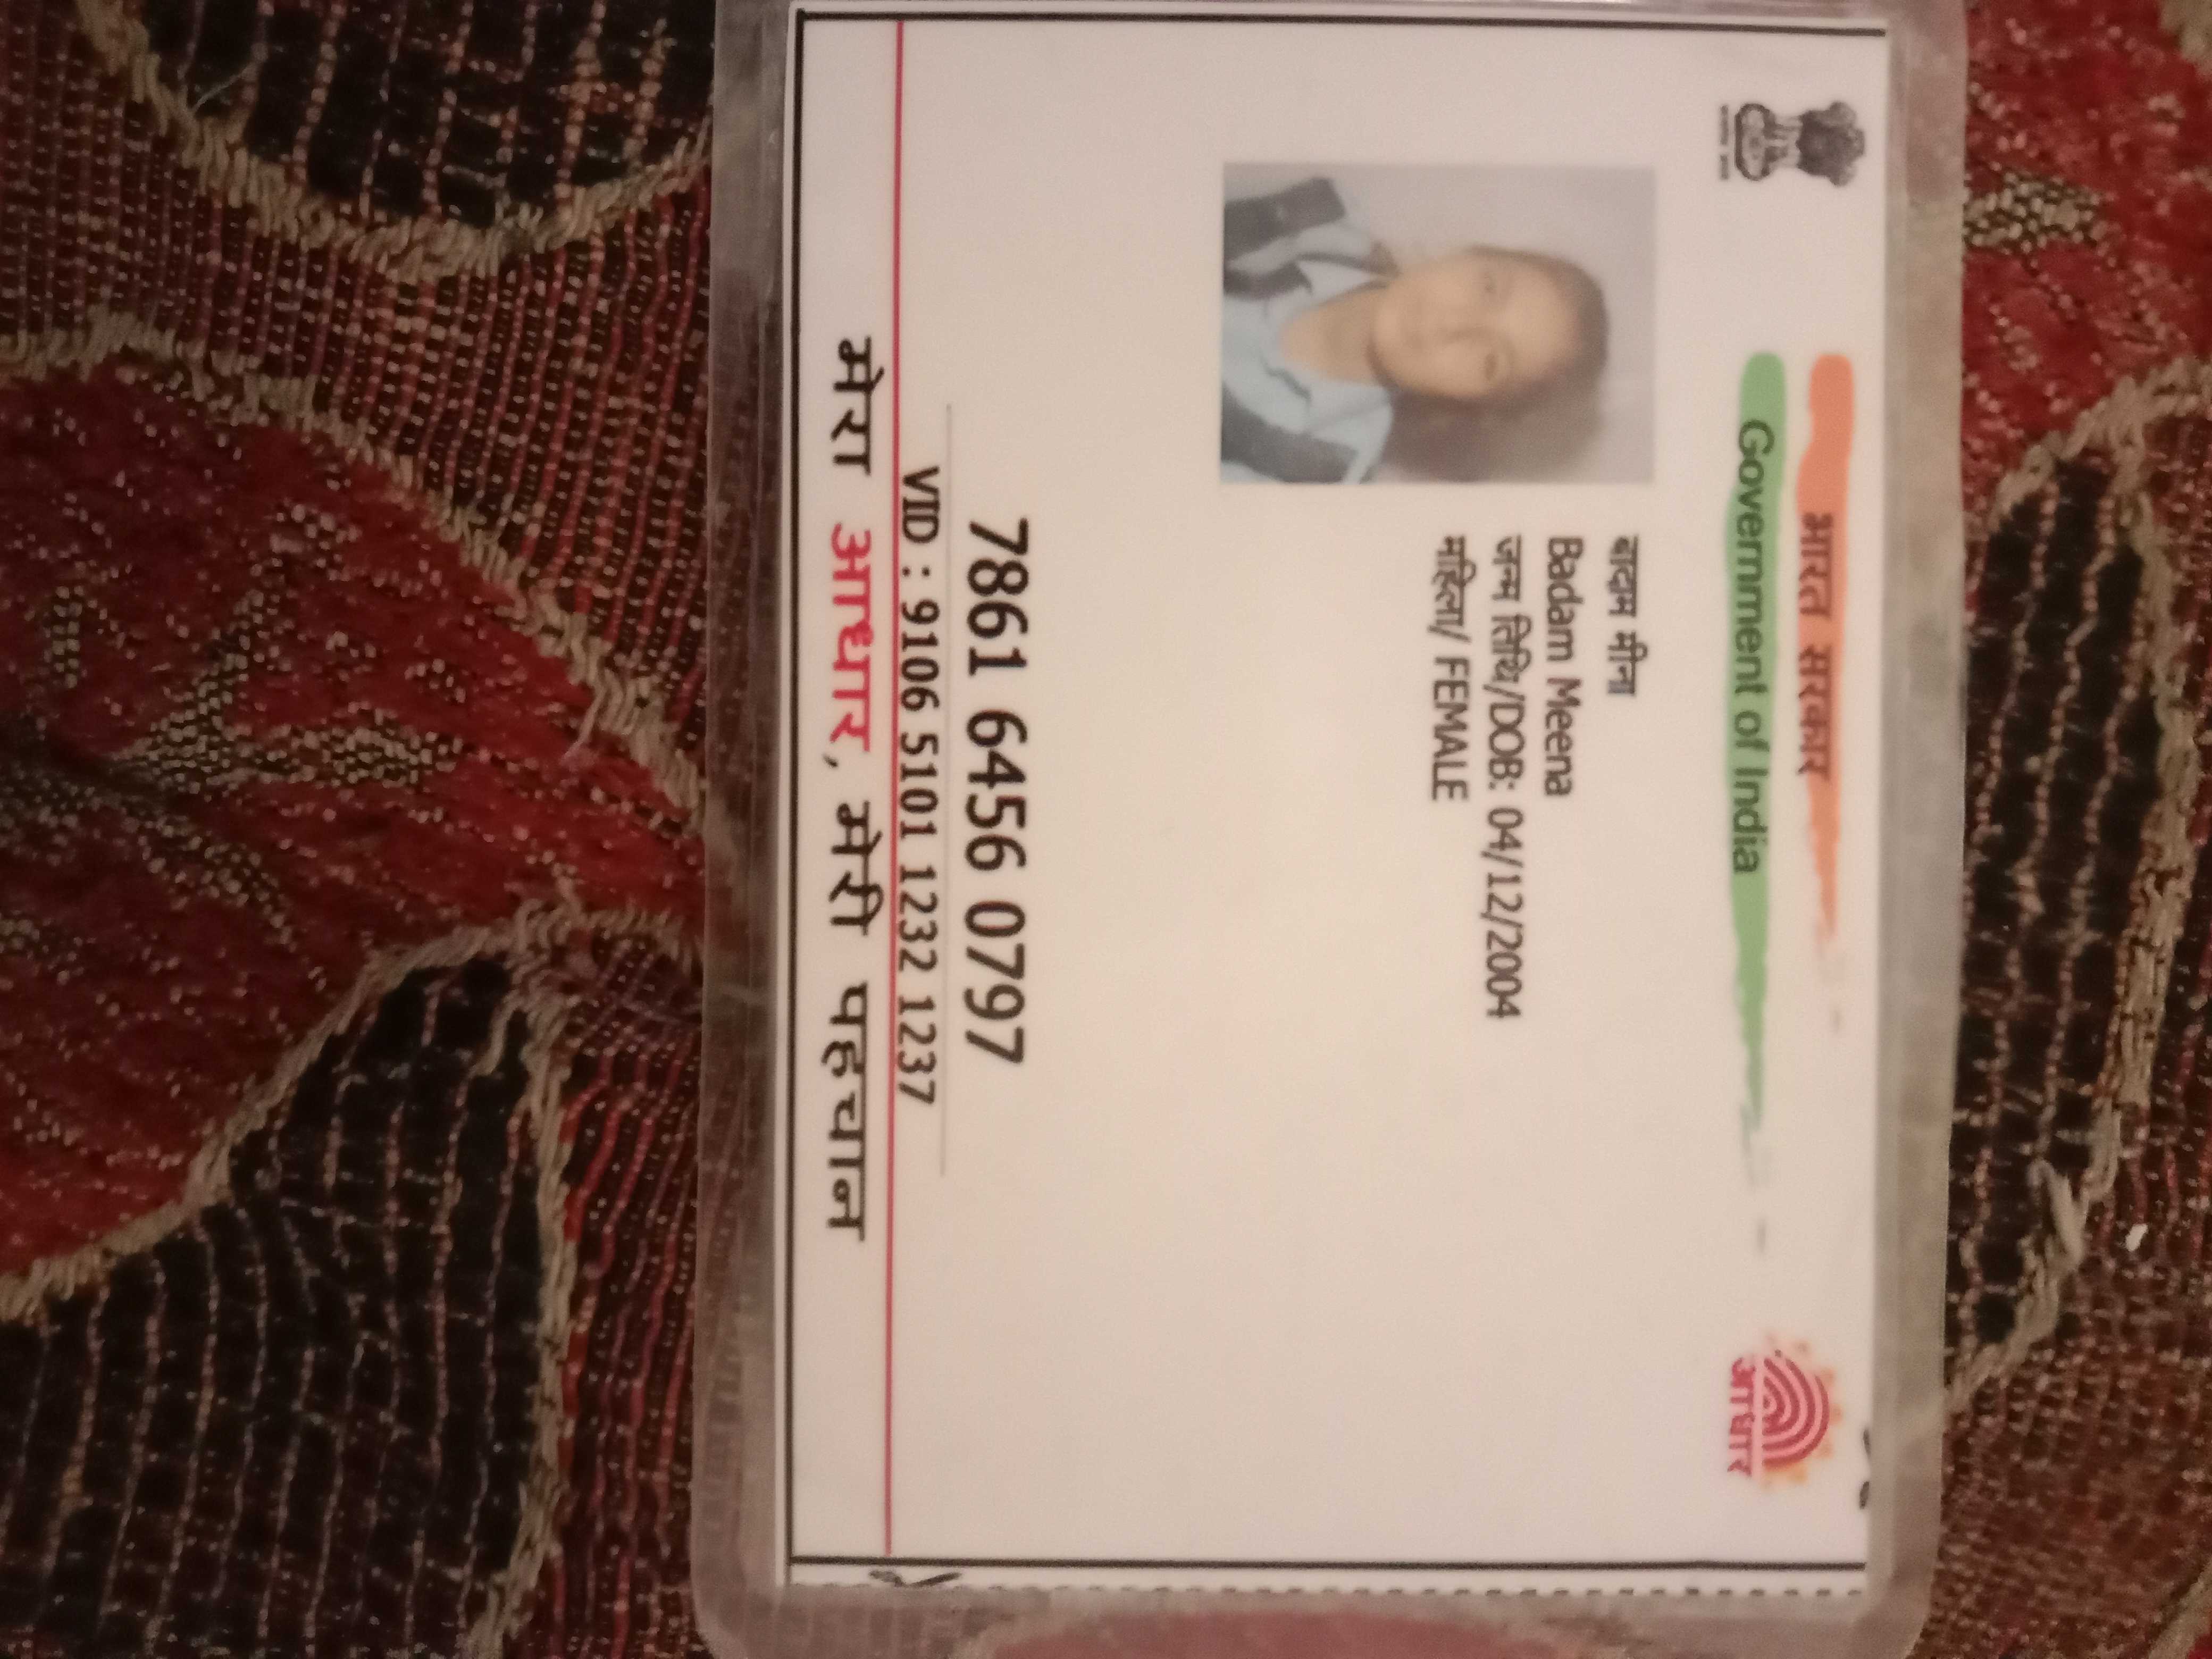 भारत सरकार
Government of India
बादाम मीना
Badam Meena
जन्म तिथि/DOB: 04/12/2004
महिला/ FEMALE
7861 6456 0797
VID : 9106 5101 1232 1237
मेरा आधार, मेरी पहचान
आधार